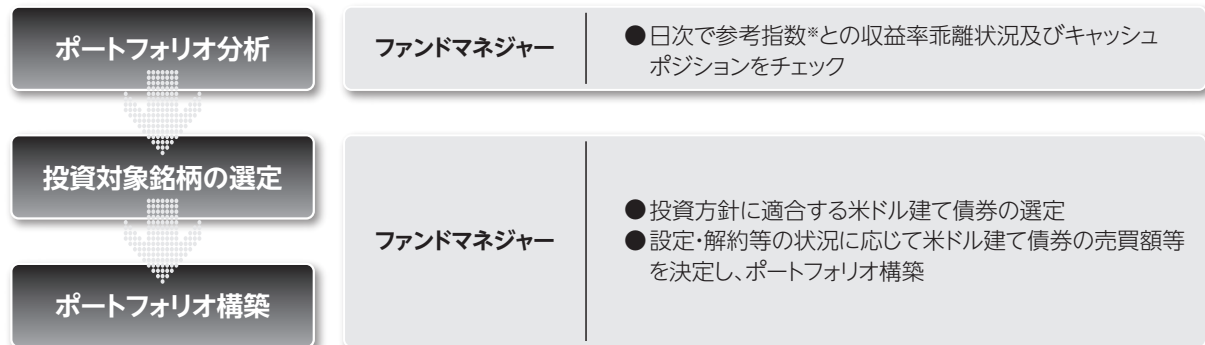 ポートフォリオ分析
ファンドマネジャー
●日次で参考指数※との収益率乖離状況及びキャッシュ
ポジションをチェック
投資対象銘柄の選定
ポートフォリオ構築
ファンドマネジャー
●投資方針に適合する米ドル建て債券の選定
●設定・解約等の状況に応じて米ドル建て債券の売買額等
を決定し、ポートフォリオ構築